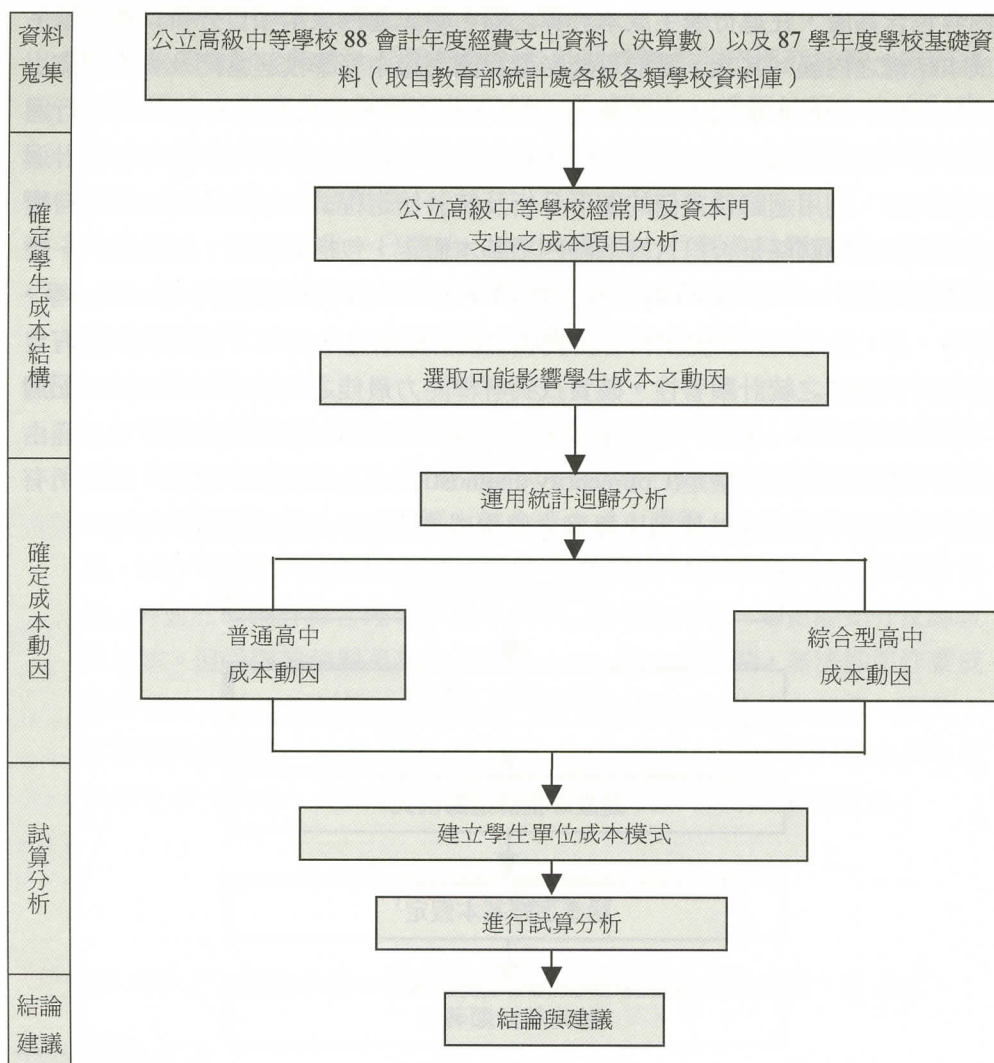 資料
蒐集
公立高級中等學校 88 會計年度經費支出資料（決算數）以及 87 學年度學校基礎資
料（取自教育部統計處各級各類學校資料庫）
確定學生成本結構
公立高級中等學校經常門及資本門
支出之成本項目分析
選取可能影響學生成本之動因
確定成本動因
運用統計迴歸分析
普通高中
成本動因
綜合型高中
成本動因
試算分析
建立學生單位成本模式
進行試算分析
結論
建議
結論與建議